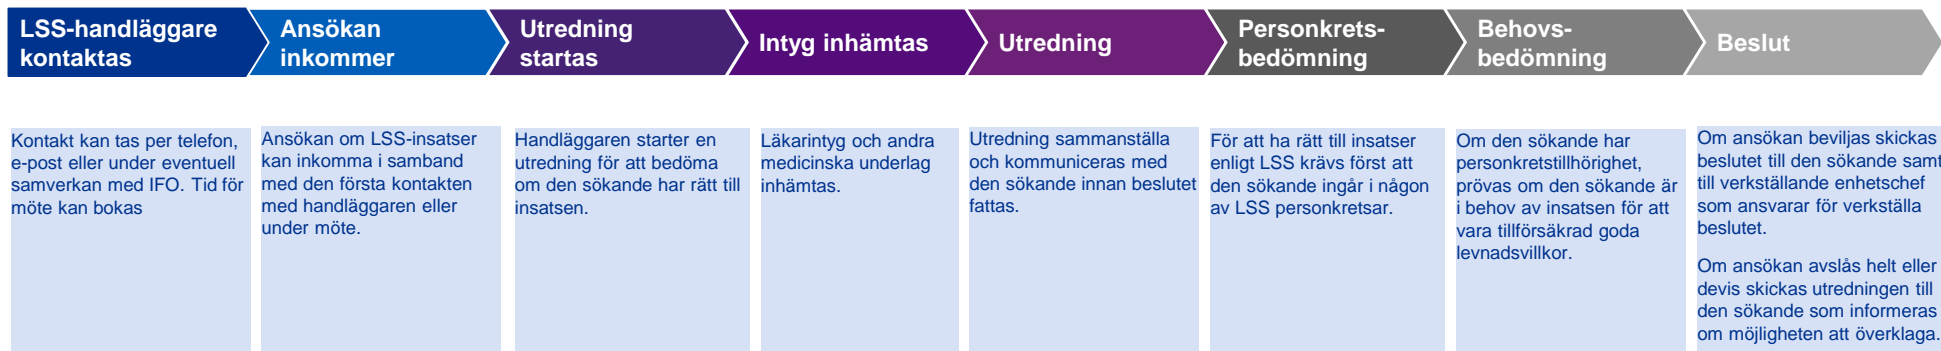 LSS-handläggare
kontaktas
Ansökan
inkommer
Utredning
startas
Intyg inhämtas
Utredning
Personkrets-
bedömning
Behovs-
bedömning
Beslut
Kontakt kan tas per telefon,
e-post eller under eventuell
samverkan med IFO. Tid för
möte kan bokas
Ansökan om LSS-insatser
kan inkomma i samband
med den första kontakten
med handläggaren eller
under möte.
Handläggaren starter en
utredning för att bedöma
om den sökande har rätt till
insatsen.
Läkarintyg och andra
medicinska underlag
inhämtas.
Utredning sammanställa
och kommuniceras med
den sökande innan beslutet
fattas.
För att ha rätt till insatser
enligt LSS krävs först att
den sökande ingår i någon
av LSS personkretsar.
Om den sökande har
personkretstillhörighet,
prövas om den sökande är
i behov av insatsen för att
vara tillförsäkrad goda
levnadsvillkor.
Om ansökan beviljas skickas
beslutet till den sökande samt
till verkställande enhetschef
som ansvarar för verkställa
beslutet.
Om ansökan avslås helt eller
devis skickas utredningen till
den sökande som informeras
om möjligheten att överklaga.